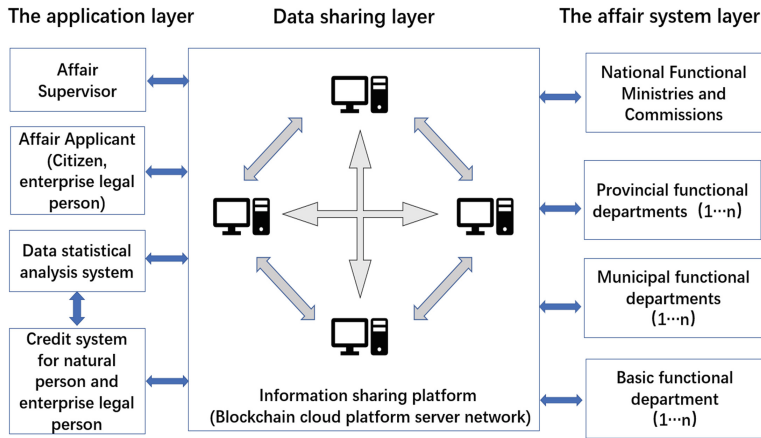 The application layer
Data sharing layer
The affair system layer
Affair
Supervisor
Affair Applicant
(Citizen,
enterprise legal
person)
Data statistical
analysis system
Credit system
for natural
person and
enterprise legal
person
Information sharing platform
(Blockchain cloud platform server network)
National Functional
Ministries and
Commissions
Provincial functional
departments（1···n）
Municipal functional
departments
（1···n）
Basic functional
department
（1···n）